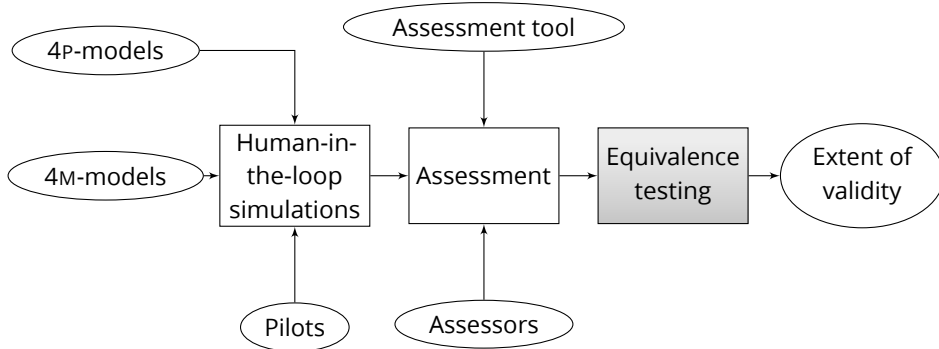 4P-models
Assessment tool
4M-models
Human-in-
the-loop
simulations
Assessment
Equivalence
testing
Extent of
validity
Pilots
Assessors